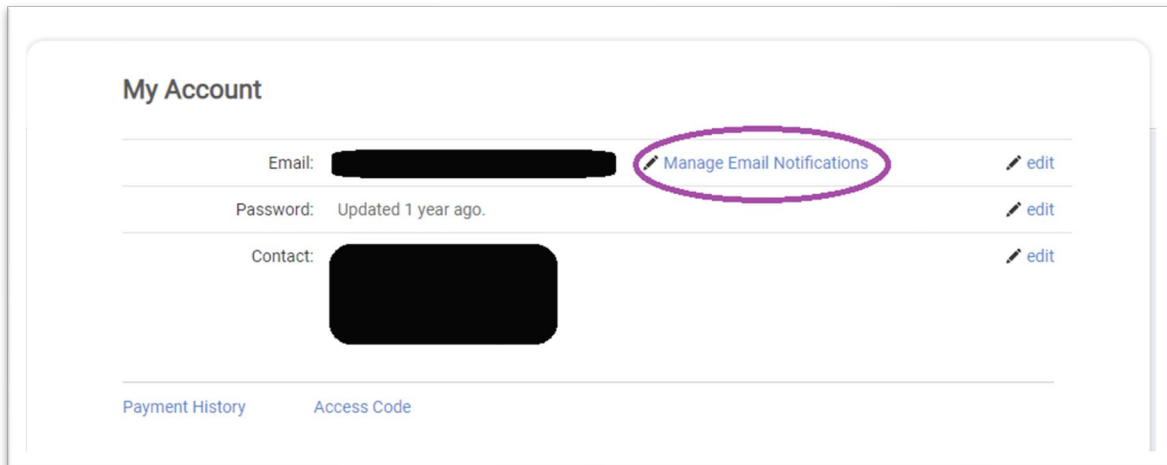 My Account
Email: Manage Email Notifications edit
Password: Updated 1 year ago. edit
Contact: edit
Payment History Access Code